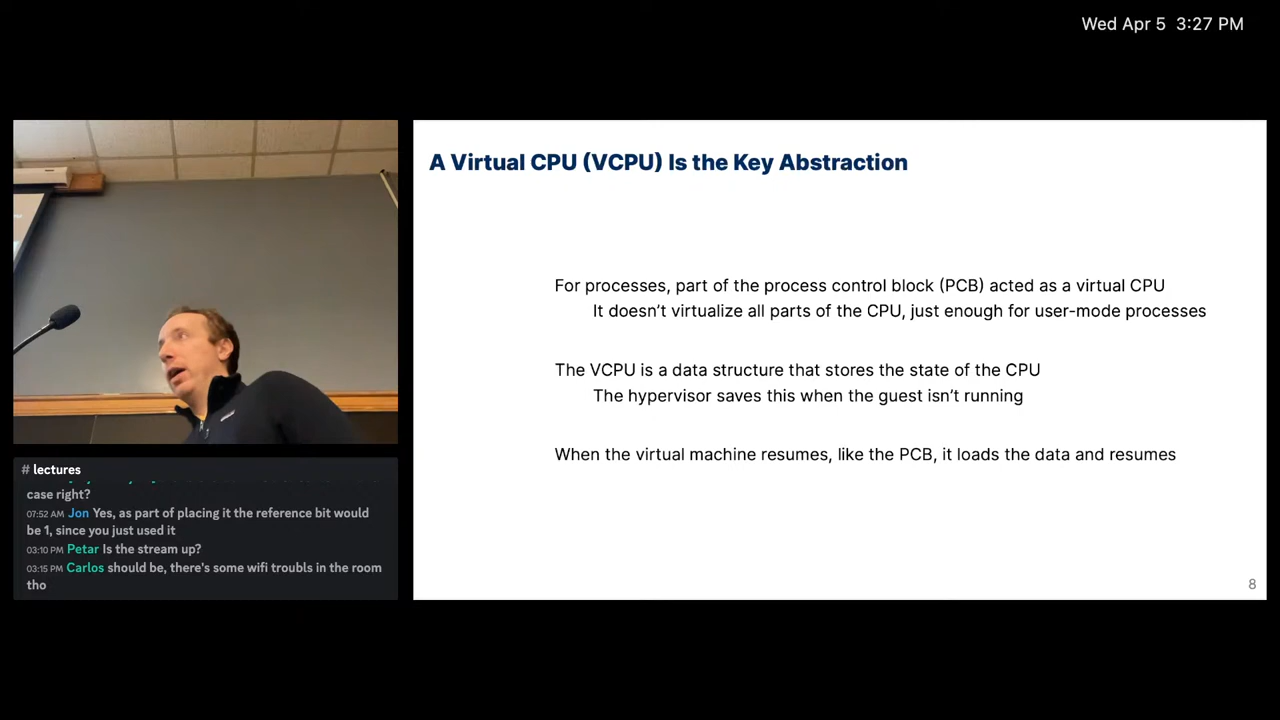 Wed Apr 5 3:27 PM
A Virtual CPU (VCPU) Is the Key Abstraction
For processes, part of the process control block (PCB) acted as a virtual CPU
It doesn’t virtualize all parts of the CPU, just enough for user-mode processes
The VCPU is a data structure that stores the state of the CPU
The hypervisor saves this when the guest isn’t running
When the virtual machine resumes, like the PCB, it loads the data and resumes
8
# lectures
case right?
07:52 AM Jon Yes, as part of placing it the reference bit would
be 1, since you just used it
03:10 PM Petar Is the stream up?
03:15 PM Carlos should be, there's some wifi troubls in the room
tho